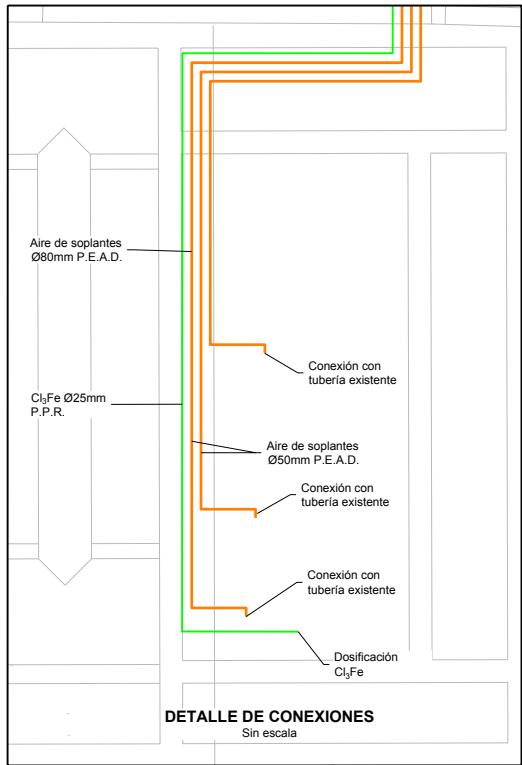 Aire de soplantes
Ø80mm P.E.A.D.
Conexión con
tubería existente
Cl₃Fe Ø25mm
P.P.R.
Aire de soplantes
Ø50mm P.E.A.D.
Conexión con
tubería existente
Conexión con
tubería existente
Dosificación
Cl₃Fe
DETALLE DE CONEXIONES
Sin escala